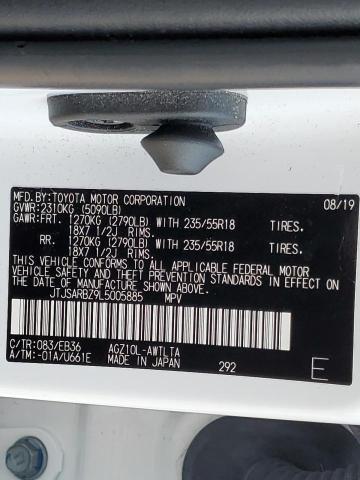 MFD.BY:TOYOTA MOTOR CORPORATION 08/19
GVWR:2310KG (5090LB)
GAWR:FRT. 1270KG (2790LB) WITH 235/55R18 TIRES.
18X7 1/2J RIMS.
RR. 1270KG (2790LB) WITH 235/55R18 TIRES.
18X7 1/2J RIMS.
THIS VEHICLE CONFORMS TO ALL APPLICABLE FEDERAL MOTOR
VEHICLE SAFETY AND THEFT PREVENTION STANDARDS IN
EFFECT ON THE DATE OF MANUFACTURE SHOWN ABOVE.
JTJSARBZ9L5005885 MPV
C/TR:083/EB36 AGZ10L-AWTLTA
A/TM:-01A/U661E MADE IN JAPAN 292 E